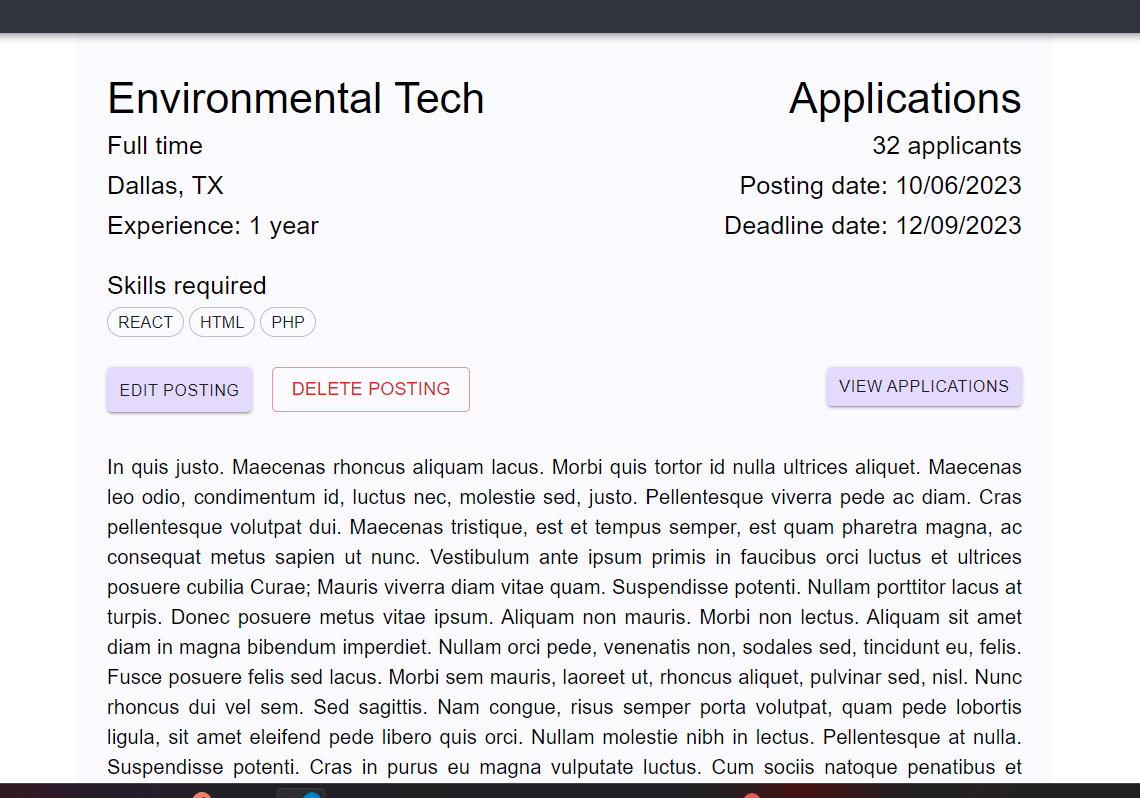 Environmental Tech
Full time
Dallas, TX
Experience: 1 year
Applications
32 applicants
Posting date: 10/06/2023
Deadline date: 12/09/2023
Skills required
REACT HTML PHP
EDIT POSTING DELETE POSTING VIEW APPLICATIONS
In quis justo. Maecenas rhoncus aliquam lacus. Morbi quis tortor id nulla ultrices aliquet. Maecenas
leo odio, condimentum id, luctus nec, molestie sed, justo. Pellentesque viverra pede ac diam. Cras
pellentesque volutpat dui. Maecenas tristique, est et tempus semper, est quam pharetra magna, ac
consequat metus sapien ut nunc. Vestibulum ante ipsum primis in faucibus orci luctus et ultrices
posuere cubilia Curae; Mauris viverra diam vitae quam. Suspendisse potenti. Nullam porttitor lacus at
turpis. Donec posuere metus vitae ipsum. Aliquam non mauris. Morbi non lectus. Aliquam sit amet
diam in magna bibendum imperdiet. Nullam orci pede, venenatis non, sodales sed, tincidunt eu, felis.
Fusce posuere felis sed lacus. Morbi sem mauris, laoreet ut, rhoncus aliquet, pulvinar sed, nisl. Nunc
rhoncus dui vel sem. Sed sagittis. Nam congue, risus semper porta volutpat, quam pede lobortis
ligula, sit amet eleifend pede libero quis orci. Nullam molestie nibh in lectus. Pellentesque at nulla.
Suspendisse potenti. Cras in purus eu magna vulputate luctus. Cum sociis natoque penatibus et